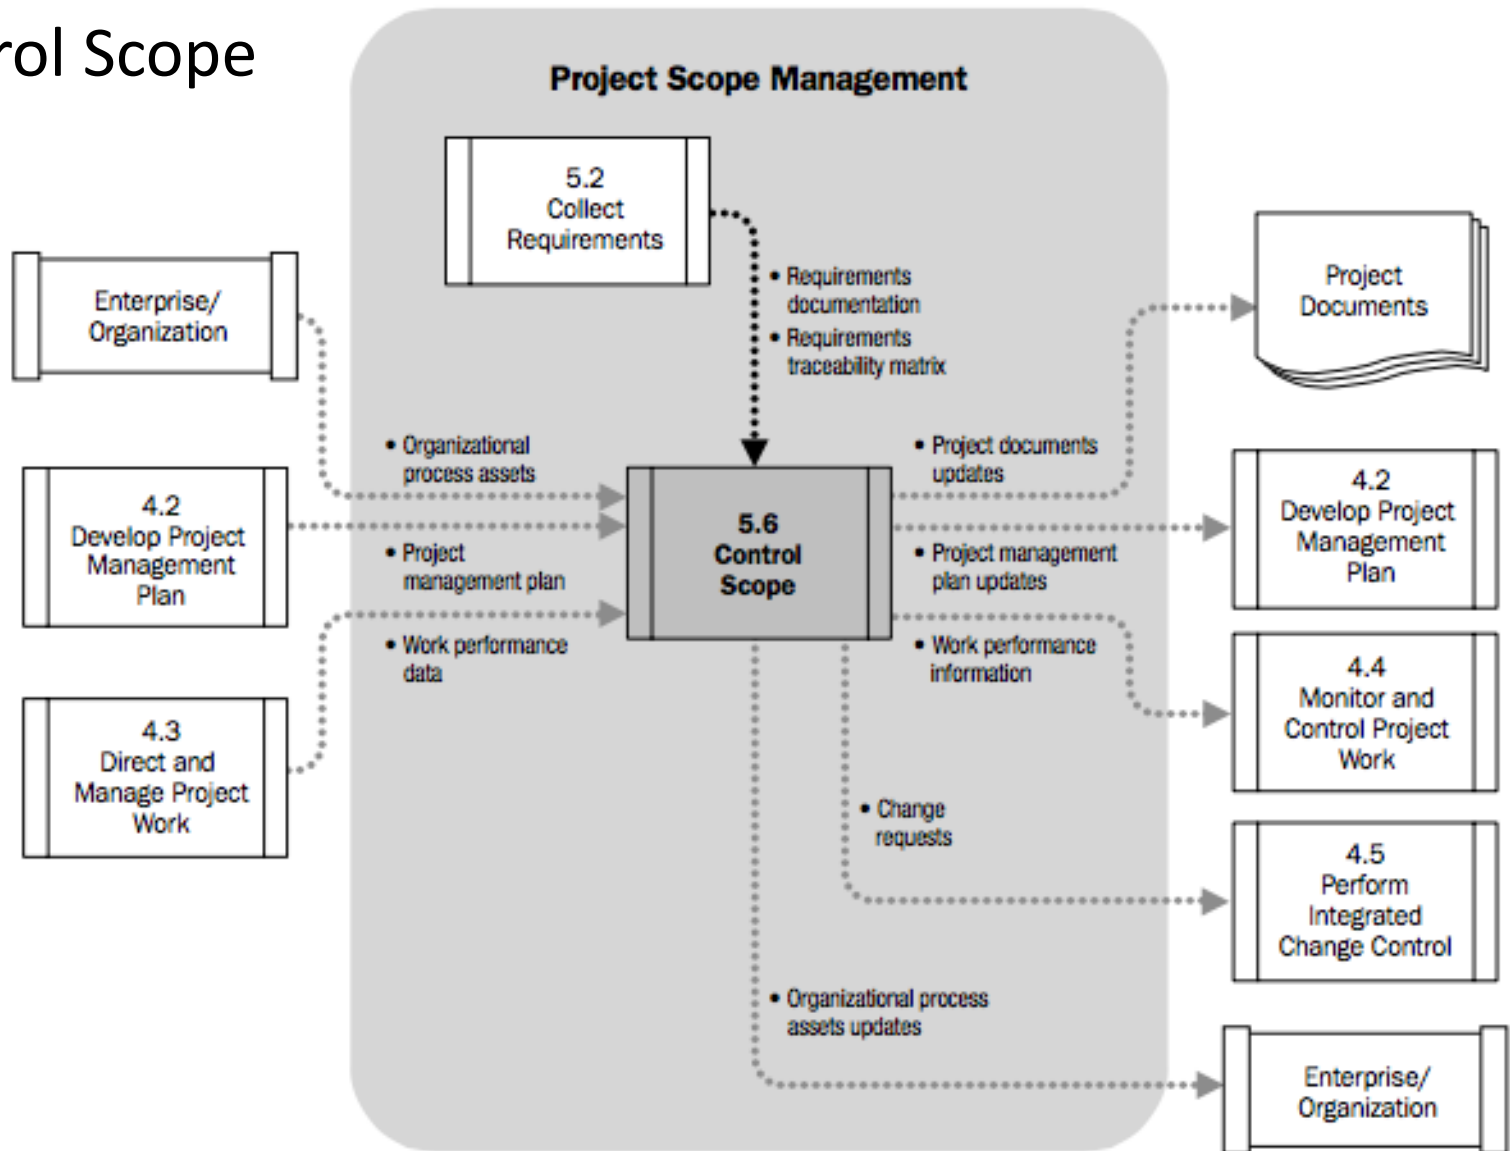 rol Scope
Project Scope Management
5.2
Collect
Requirements
• Requirements
documentation
• Requirements
traceability matrix
Enterprise/
Organization
4.2
Develop Project
Management
Plan
4.3
Direct and
Manage Project
Work
• Organizational
process assets
• Project
management plan
• Work performance
data
5.6
Control
Scope
• Project documents
updates
• Project management
plan updates
• Work performance
information
• Change
requests
• Organizational process
assets updates
Project
Documents
4.2
Develop Project
Management
Plan
4.4
Monitor and
Control Project
Work
4.5
Perform
Integrated
Change Control
Enterprise/
Organization